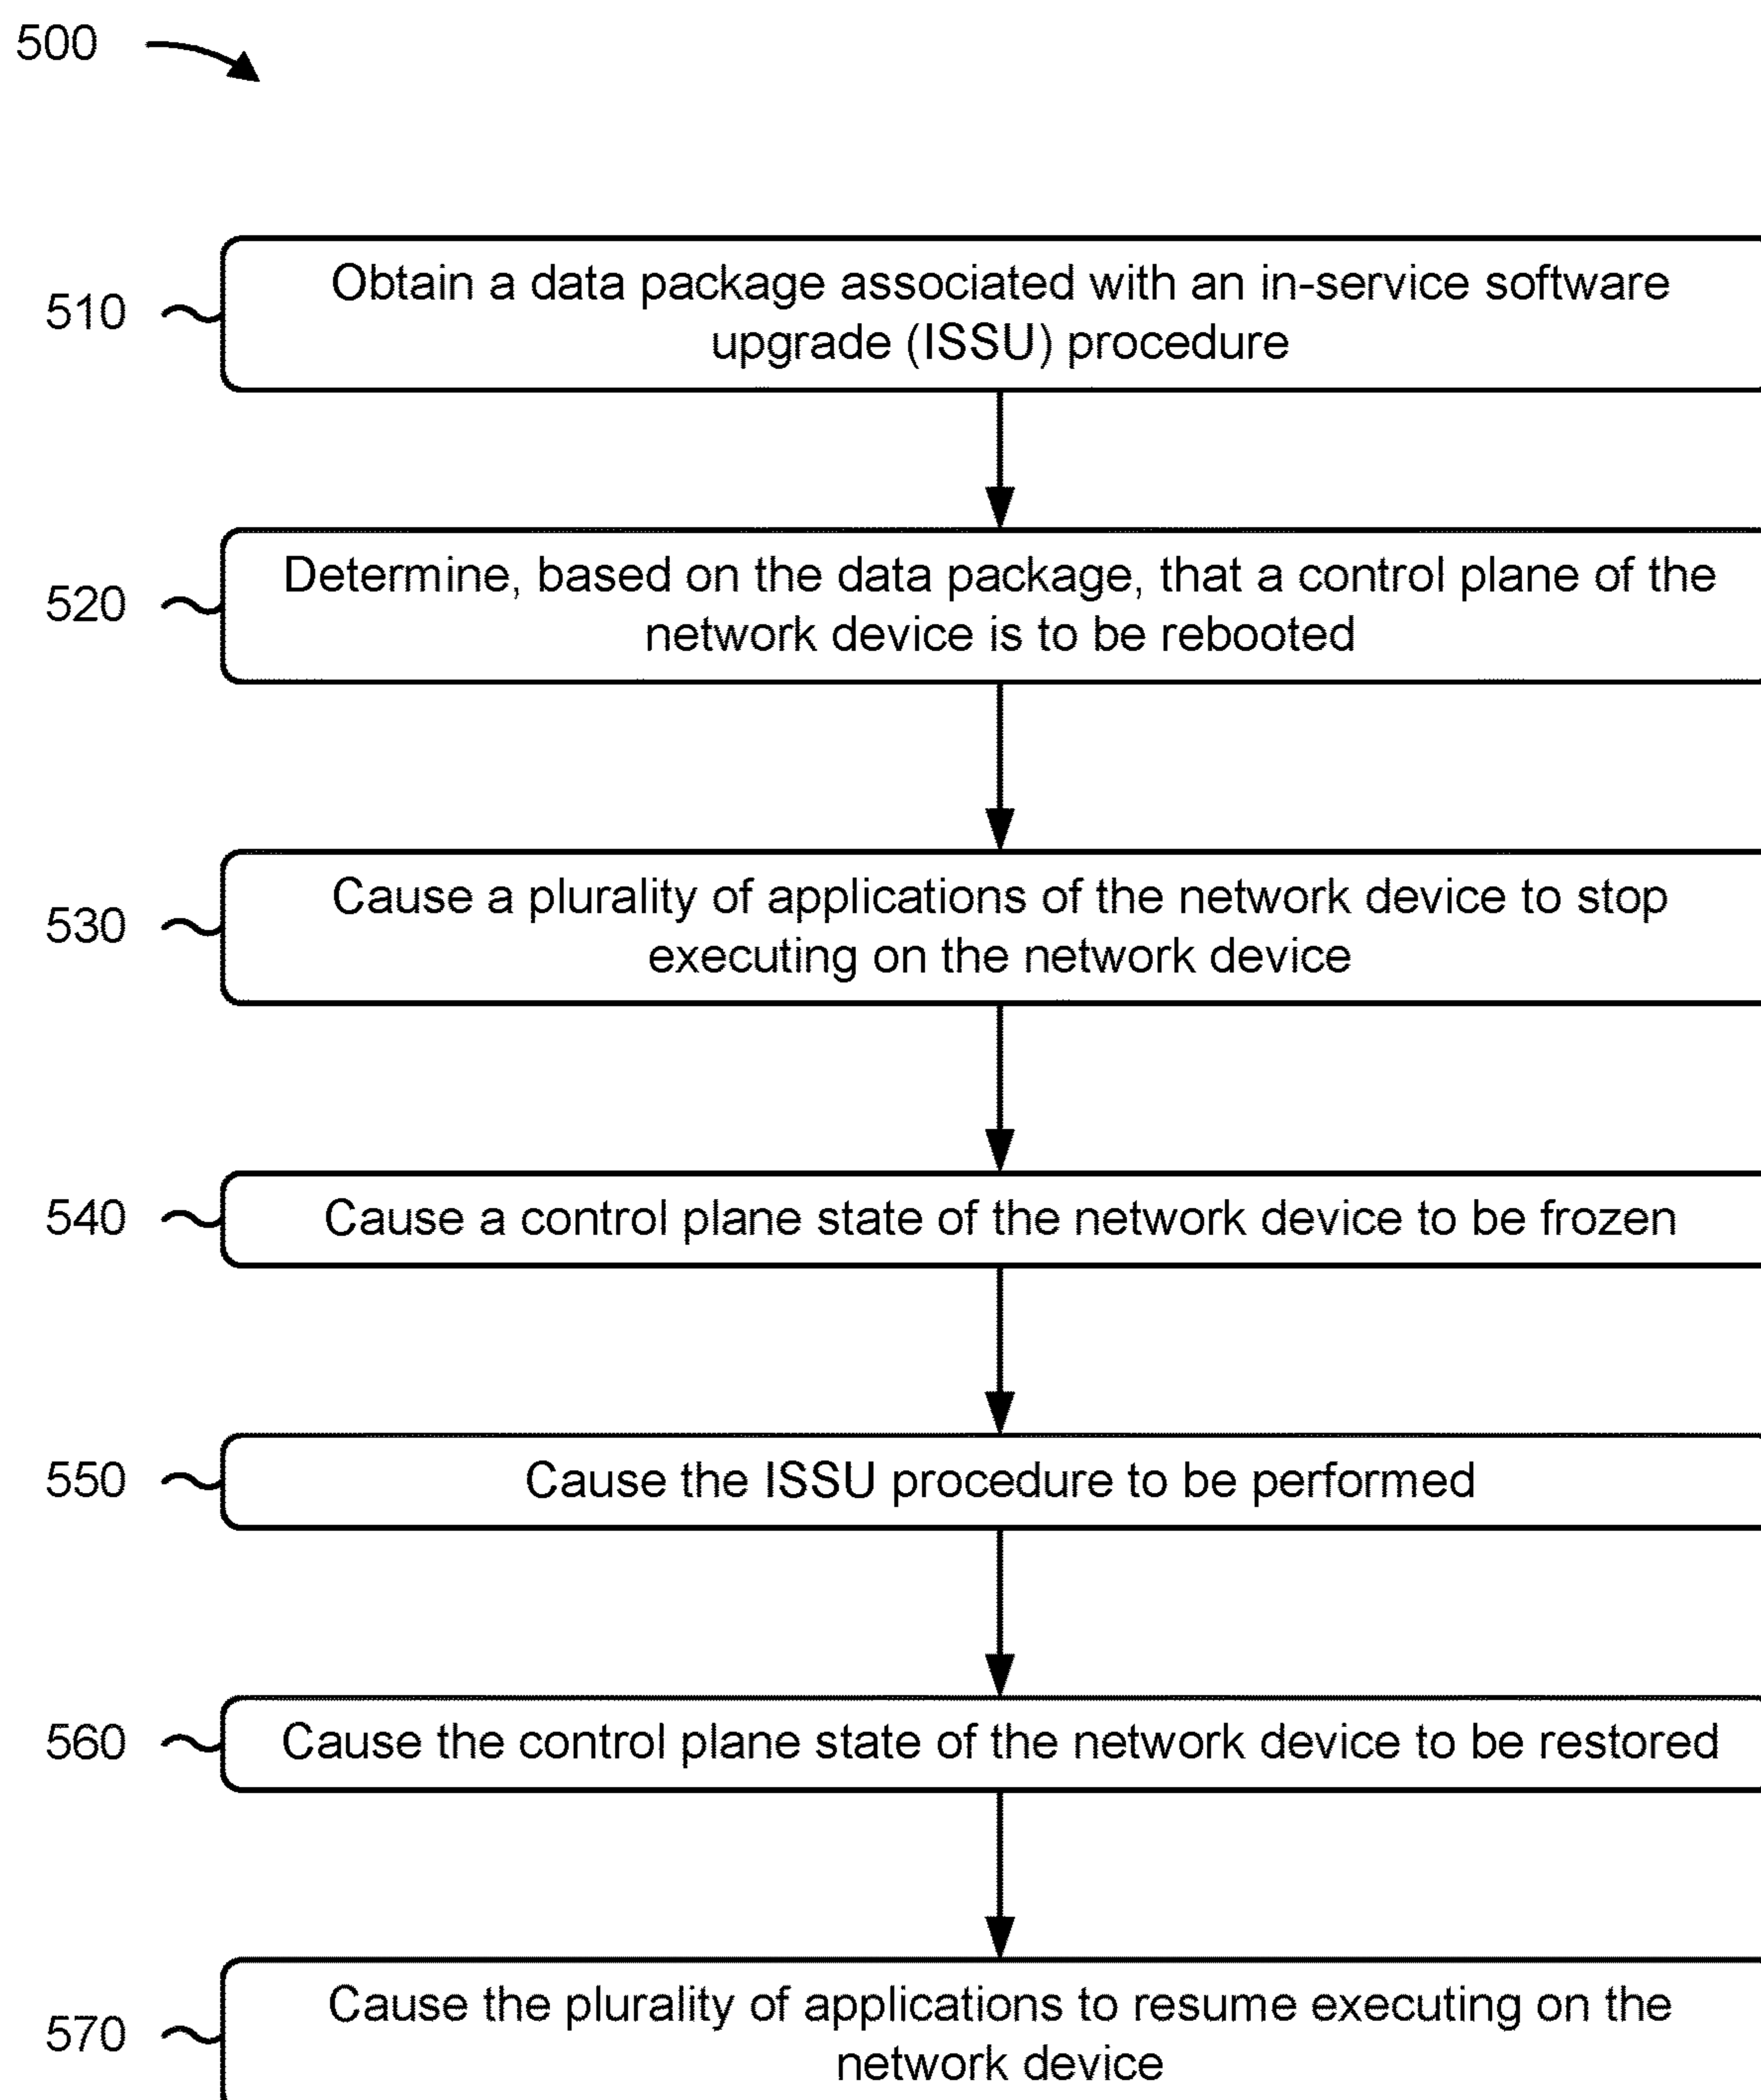 500
510
Obtain a data package associated with an in-service software
upgrade (ISSU) procedure
520
Determine, based on the data package, that a control plane of the
network device is to be rebooted
530
Cause a plurality of applications of the network device to stop
executing on the network device
540
Cause a control plane state of the network device to be frozen
550
Cause the ISSU procedure to be performed
560
Cause the control plane state of the network device to be restored
570
Cause the plurality of applications to resume executing on the
network device